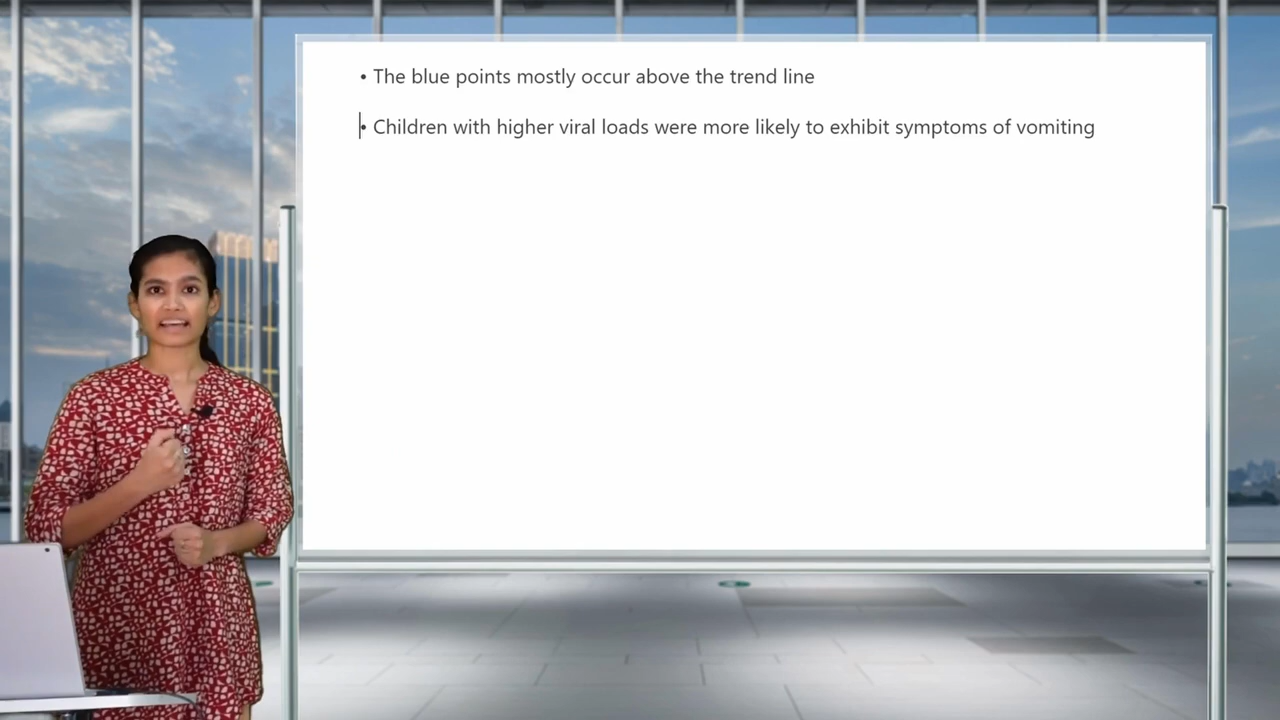 • The blue points mostly occur above the trend line
• Children with higher viral loads were more likely to exhibit symptoms of vomiting